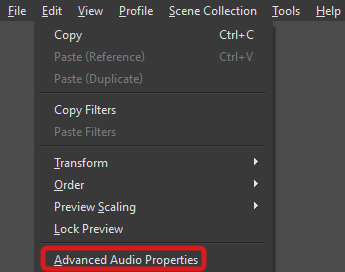 File Edit View Profile Scene Collection Tools Help
Copy Ctrl+C
Paste (Reference) Ctrl+V
Paste (Duplicate)
Copy Filters
Paste Filters
Transform
Order
Preview Scaling
Lock Preview
Advanced Audio Properties